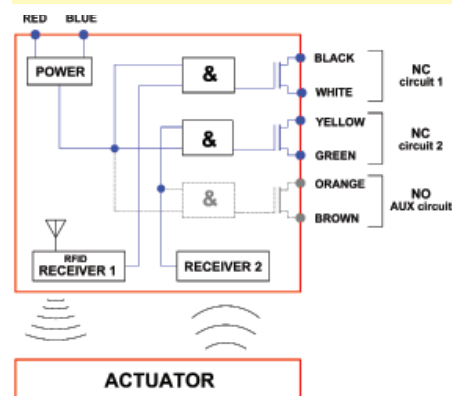 RED BLUE
POWER
&
BLACK
WHITE
NC
circuit 1
&
YELLOW
GREEN
NC
circuit 2
&
ORANGE
BROWN
NO
AUX circuit
RFID
RECEIVER 1
RECEIVER 2
ACTUATOR